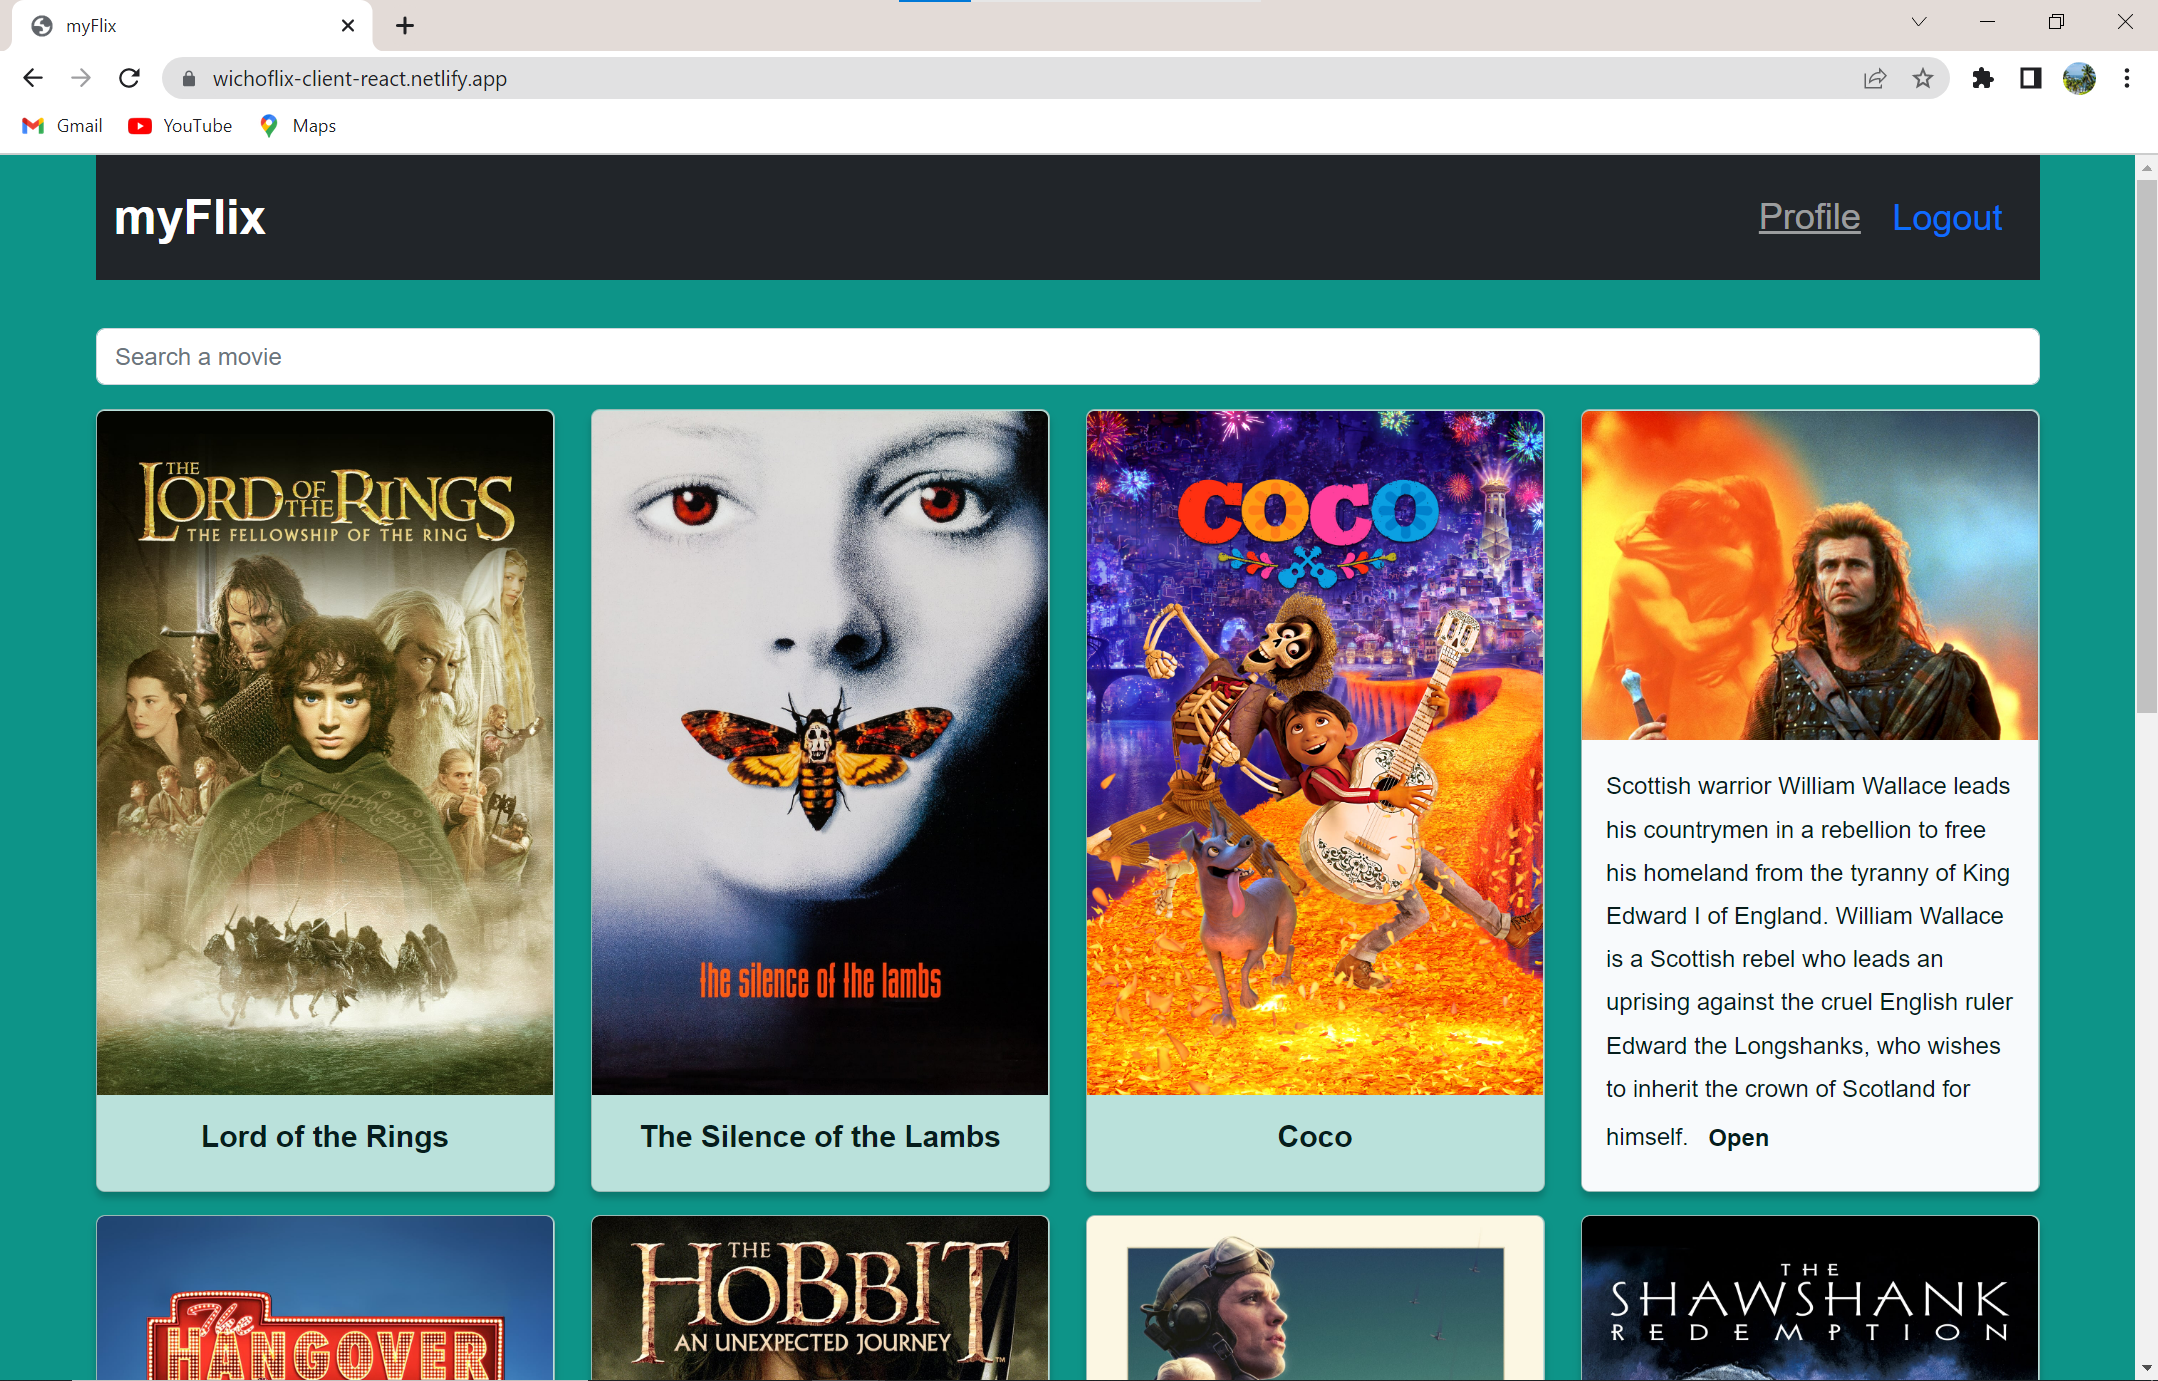 myFlix
wichoflix-client-react.netlify.app
Gmail
YouTube
Maps
myFlix
Profile
Logout
Search a movie
THE
LORD OF THE RINGS
THE FELLOWSHIP OF THE RING
Lord of the Rings
the silence of the lambs
The Silence of the Lambs
COCO
Coco
Scottish warrior William Wallace leads
his countrymen in a rebellion to free
his homeland from the tyranny of King
Edward I of England. William Wallace
is a Scottish rebel who leads an
uprising against the cruel English ruler
Edward the Longshanks, who wishes
to inherit the crown of Scotland for
himself. Open
The
HANGOVER
THE
HOBBIT
AN UNEXPECTED JOURNEY
TM
THE
SHAWSHANK
REDEMPTION